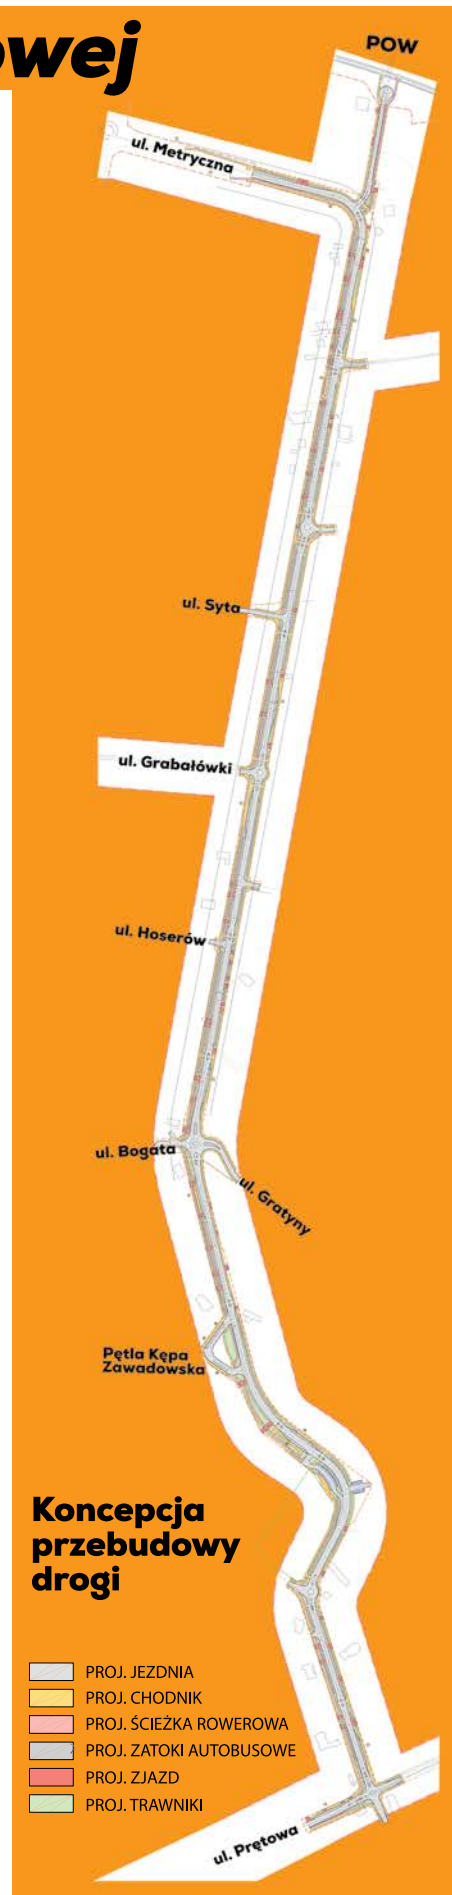 owej
POW
ul. Metryczna
ul. Syta
ul. Grabałówki
ul. Hoserów
ul. Bogata
ul. Gratyny
Pętla Kępa
Zawadowska
Koncepcja
przebudowy
drogi
PROJ. JEZDNIA
PROJ. CHODNIK
PROJ. ŚCIEŻKA ROWEROWA
PROJ. ZATOKI AUTOBUSOWE
PROJ. ZJAZD
PROJ. TRAWNIKI
ul. Prętowa